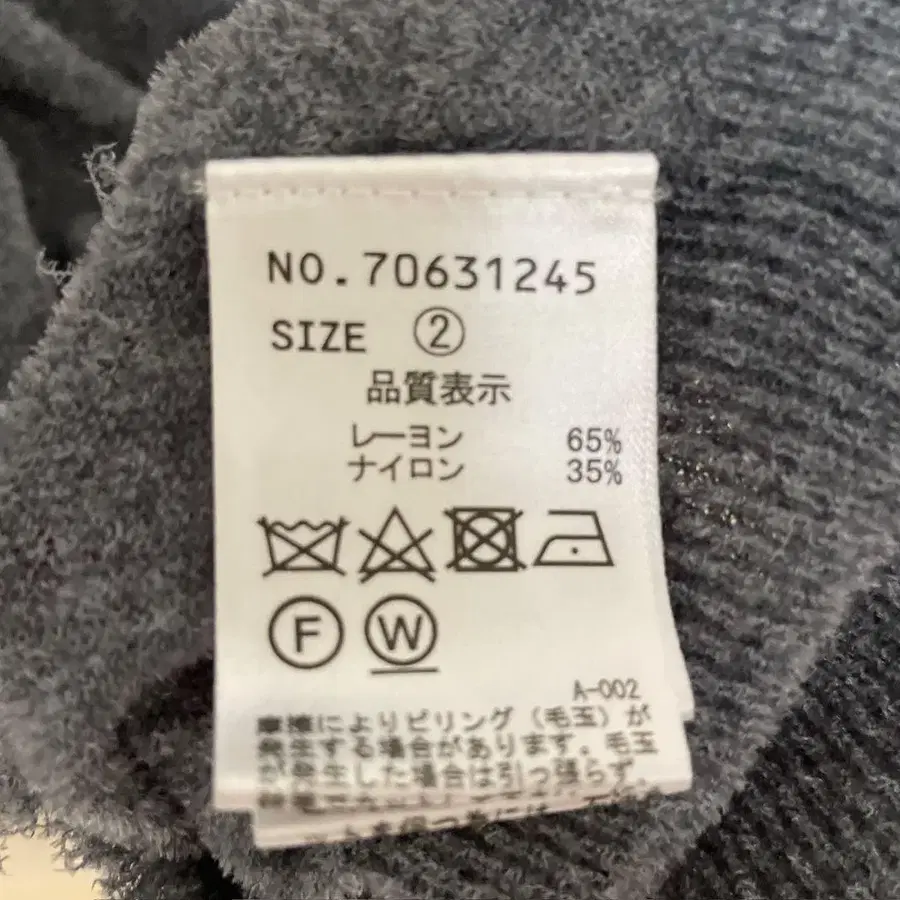 NO.70631245
SIZE ②
品質表示
レーヨン 65%
ナイロン 35%
F W
A-002
摩擦によりピリング(毛玉)が
発生する場合があります。毛玉
が発生した場合は引っ張らず、